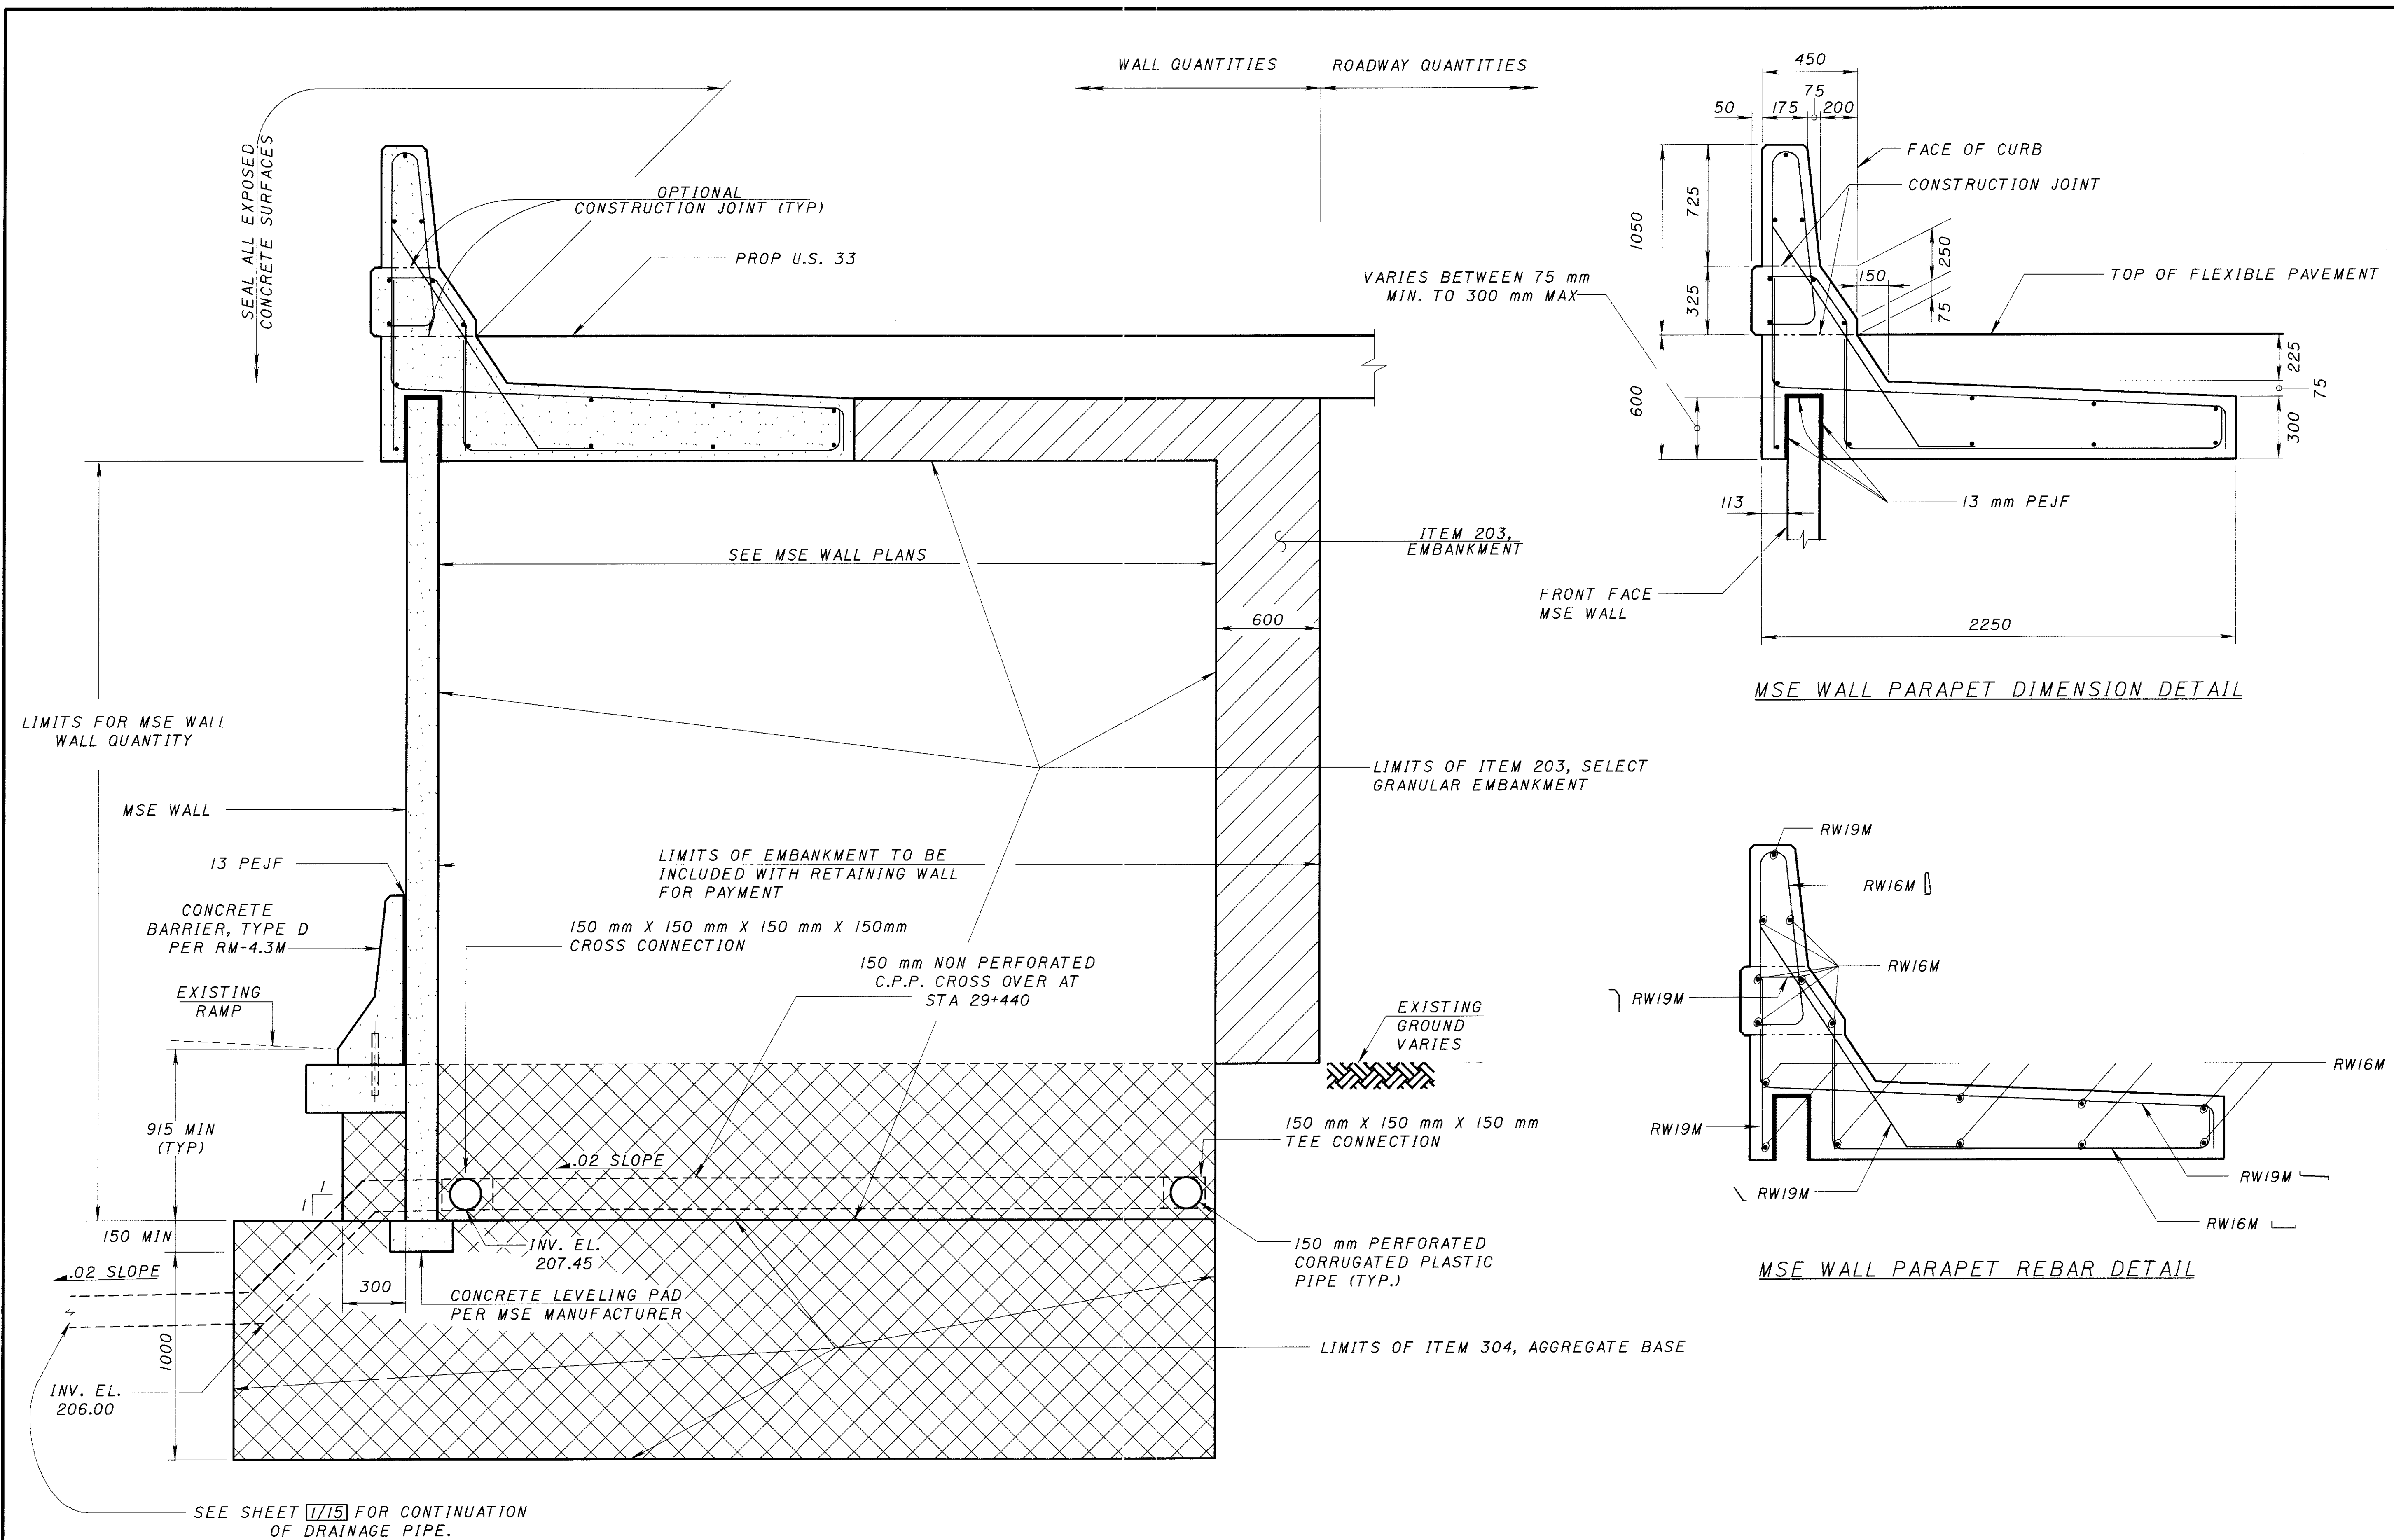 WALL QUANTITIES
ROADWAY QUANTITIES
SEAL ALL EXPOSED
CONCRETE SURFACES
OPTIONAL
CONSTRUCTION JOINT (TYP)
PROP U.S. 33
LIMITS FOR MSE WALL
WALL QUANTITY
SEE MSE WALL PLANS
ITEM 203,
EMBANKMENT
600
LIMITS OF ITEM 203, SELECT
GRANULAR EMBANKMENT
MSE WALL
13 PEJF
LIMITS OF EMBANKMENT TO BE
INCLUDED WITH RETAINING WALL
FOR PAYMENT
CONCRETE
BARRIER, TYPE D
PER RM-4.3M
150 mm X 150 mm X 150 mm X 150mm
CROSS CONNECTION
150 mm NON PERFORATED
C.P.P. CROSS OVER AT
STA 29+440
EXISTING
RAMP
EXISTING
GROUND
VARIES
915 MIN
(TYP)
150 mm X 150 mm X 150 mm
TEE CONNECTION
.02 SLOPE
1
1
150 MIN
INV. EL.
207.45
150 mm PERFORATED
CORRUGATED PLASTIC
PIPE (TYP.)
.02 SLOPE
300
CONCRETE LEVELING PAD
PER MSE MANUFACTURER
1000
LIMITS OF ITEM 304, AGGREGATE BASE
INV. EL.
206.00
SEE SHEET 1/15 FOR CONTINUATION
OF DRAINAGE PIPE.
450
75
50
175
200
FACE OF CURB
CONSTRUCTION JOINT
1050
725
250
150
TOP OF FLEXIBLE PAVEMENT
VARIES BETWEEN 75 mm
MIN. TO 300 mm MAX
325
75
225
75
600
300
113
13 mm PEJF
FRONT FACE
MSE WALL
2250
MSE WALL PARAPET DIMENSION DETAIL
RW19M
RW16M
RW16M
RW19M
RW16M
RW19M
RW19M
RW19M
RW16M
MSE WALL PARAPET REBAR DETAIL